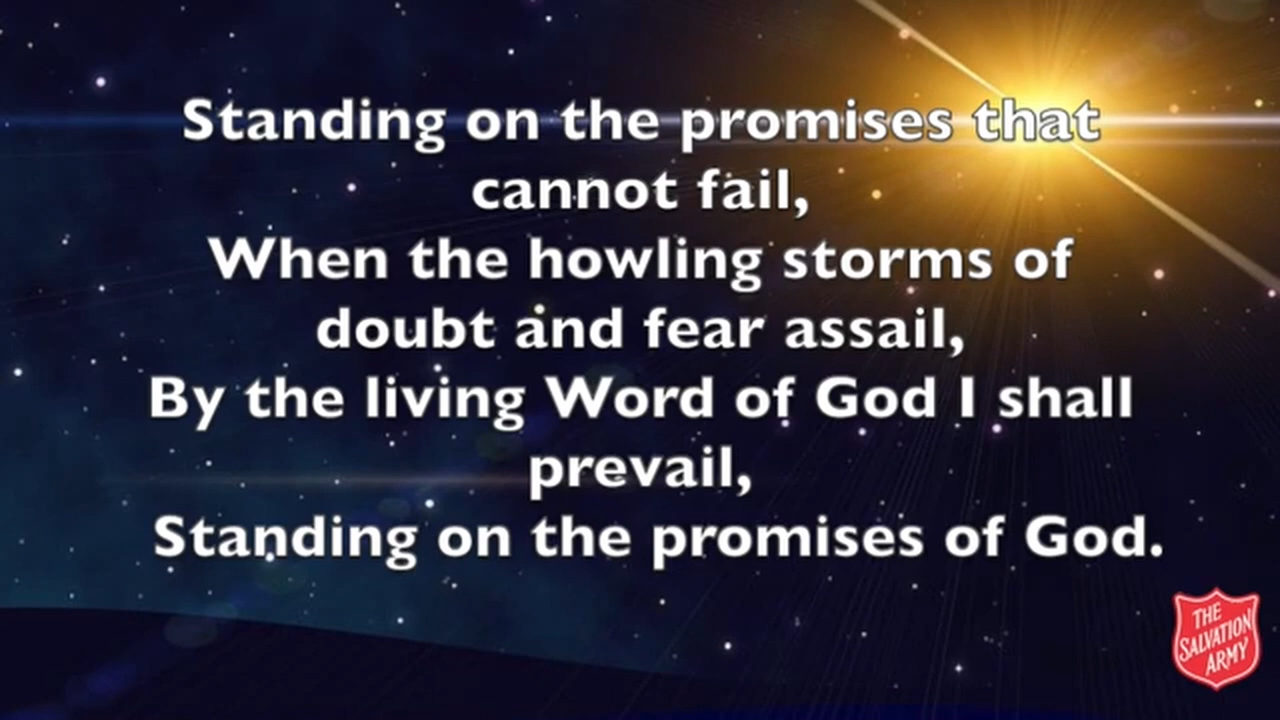 Standing on the promises that
cannot fail,
When the howling storms of
doubt and fear assail,
By the living Word of God I shall
prevail,
Standing on the promises of God.
THE
SALVATION
ARMY